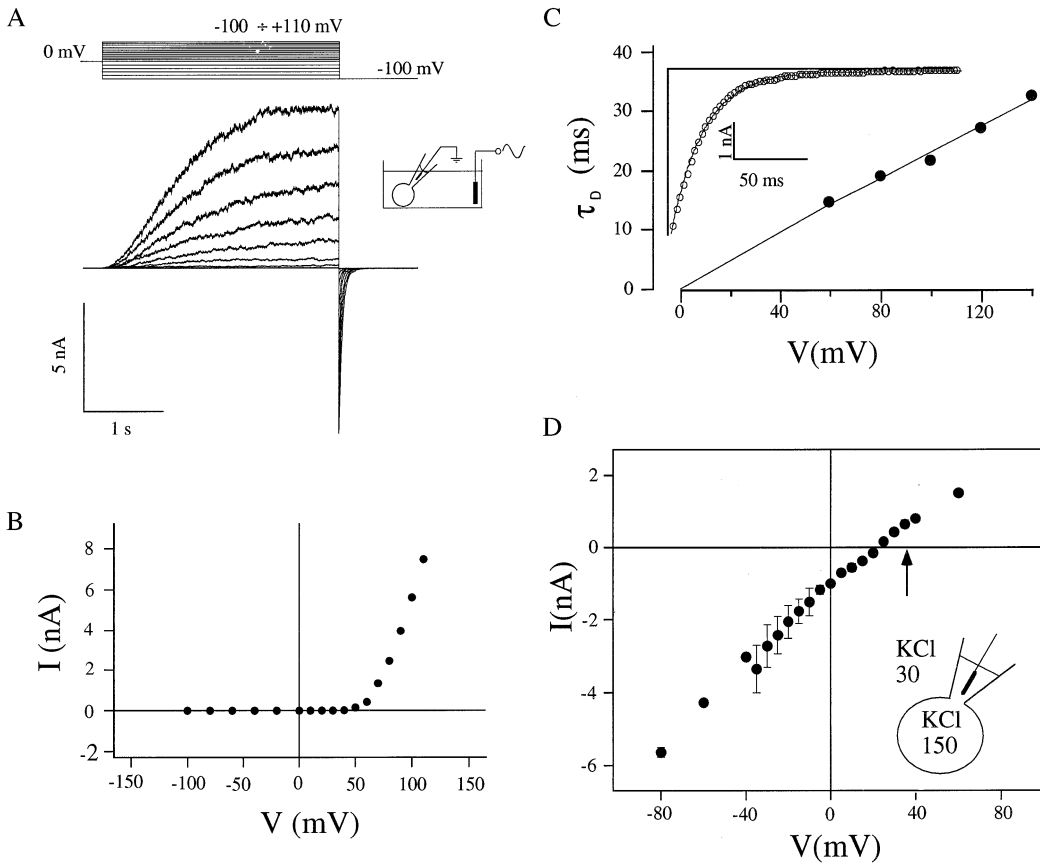 A
-100 ÷ +110 mV
0 mV
-100 mV
5 nA
1 s
B
8
6
4
2
0
-2
I (nA)
-150 -100 -50 0 50 100 150
V (mV)
C
40
30
20
10
0
τD (ms)
1 nA
50 ms
0 40 80 120
V(mV)
D
2
0
-2
-4
-6
I(nA)
KCl
30
KCl
150
-80 -40 0 40 80
V(mV)